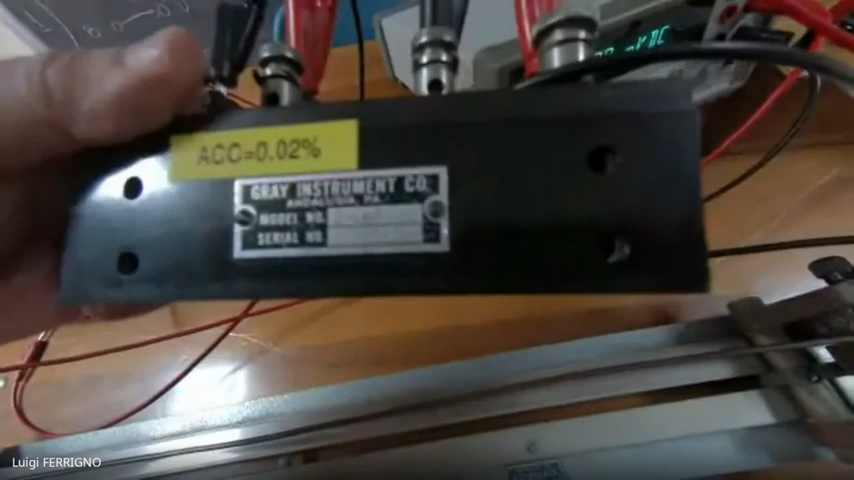 ACC=0.02%
GRAY INSTRUMENT CO.
ANDALUSIA, PA.
MODEL NO.
SERIAL NO
Luigi FERRIGNO